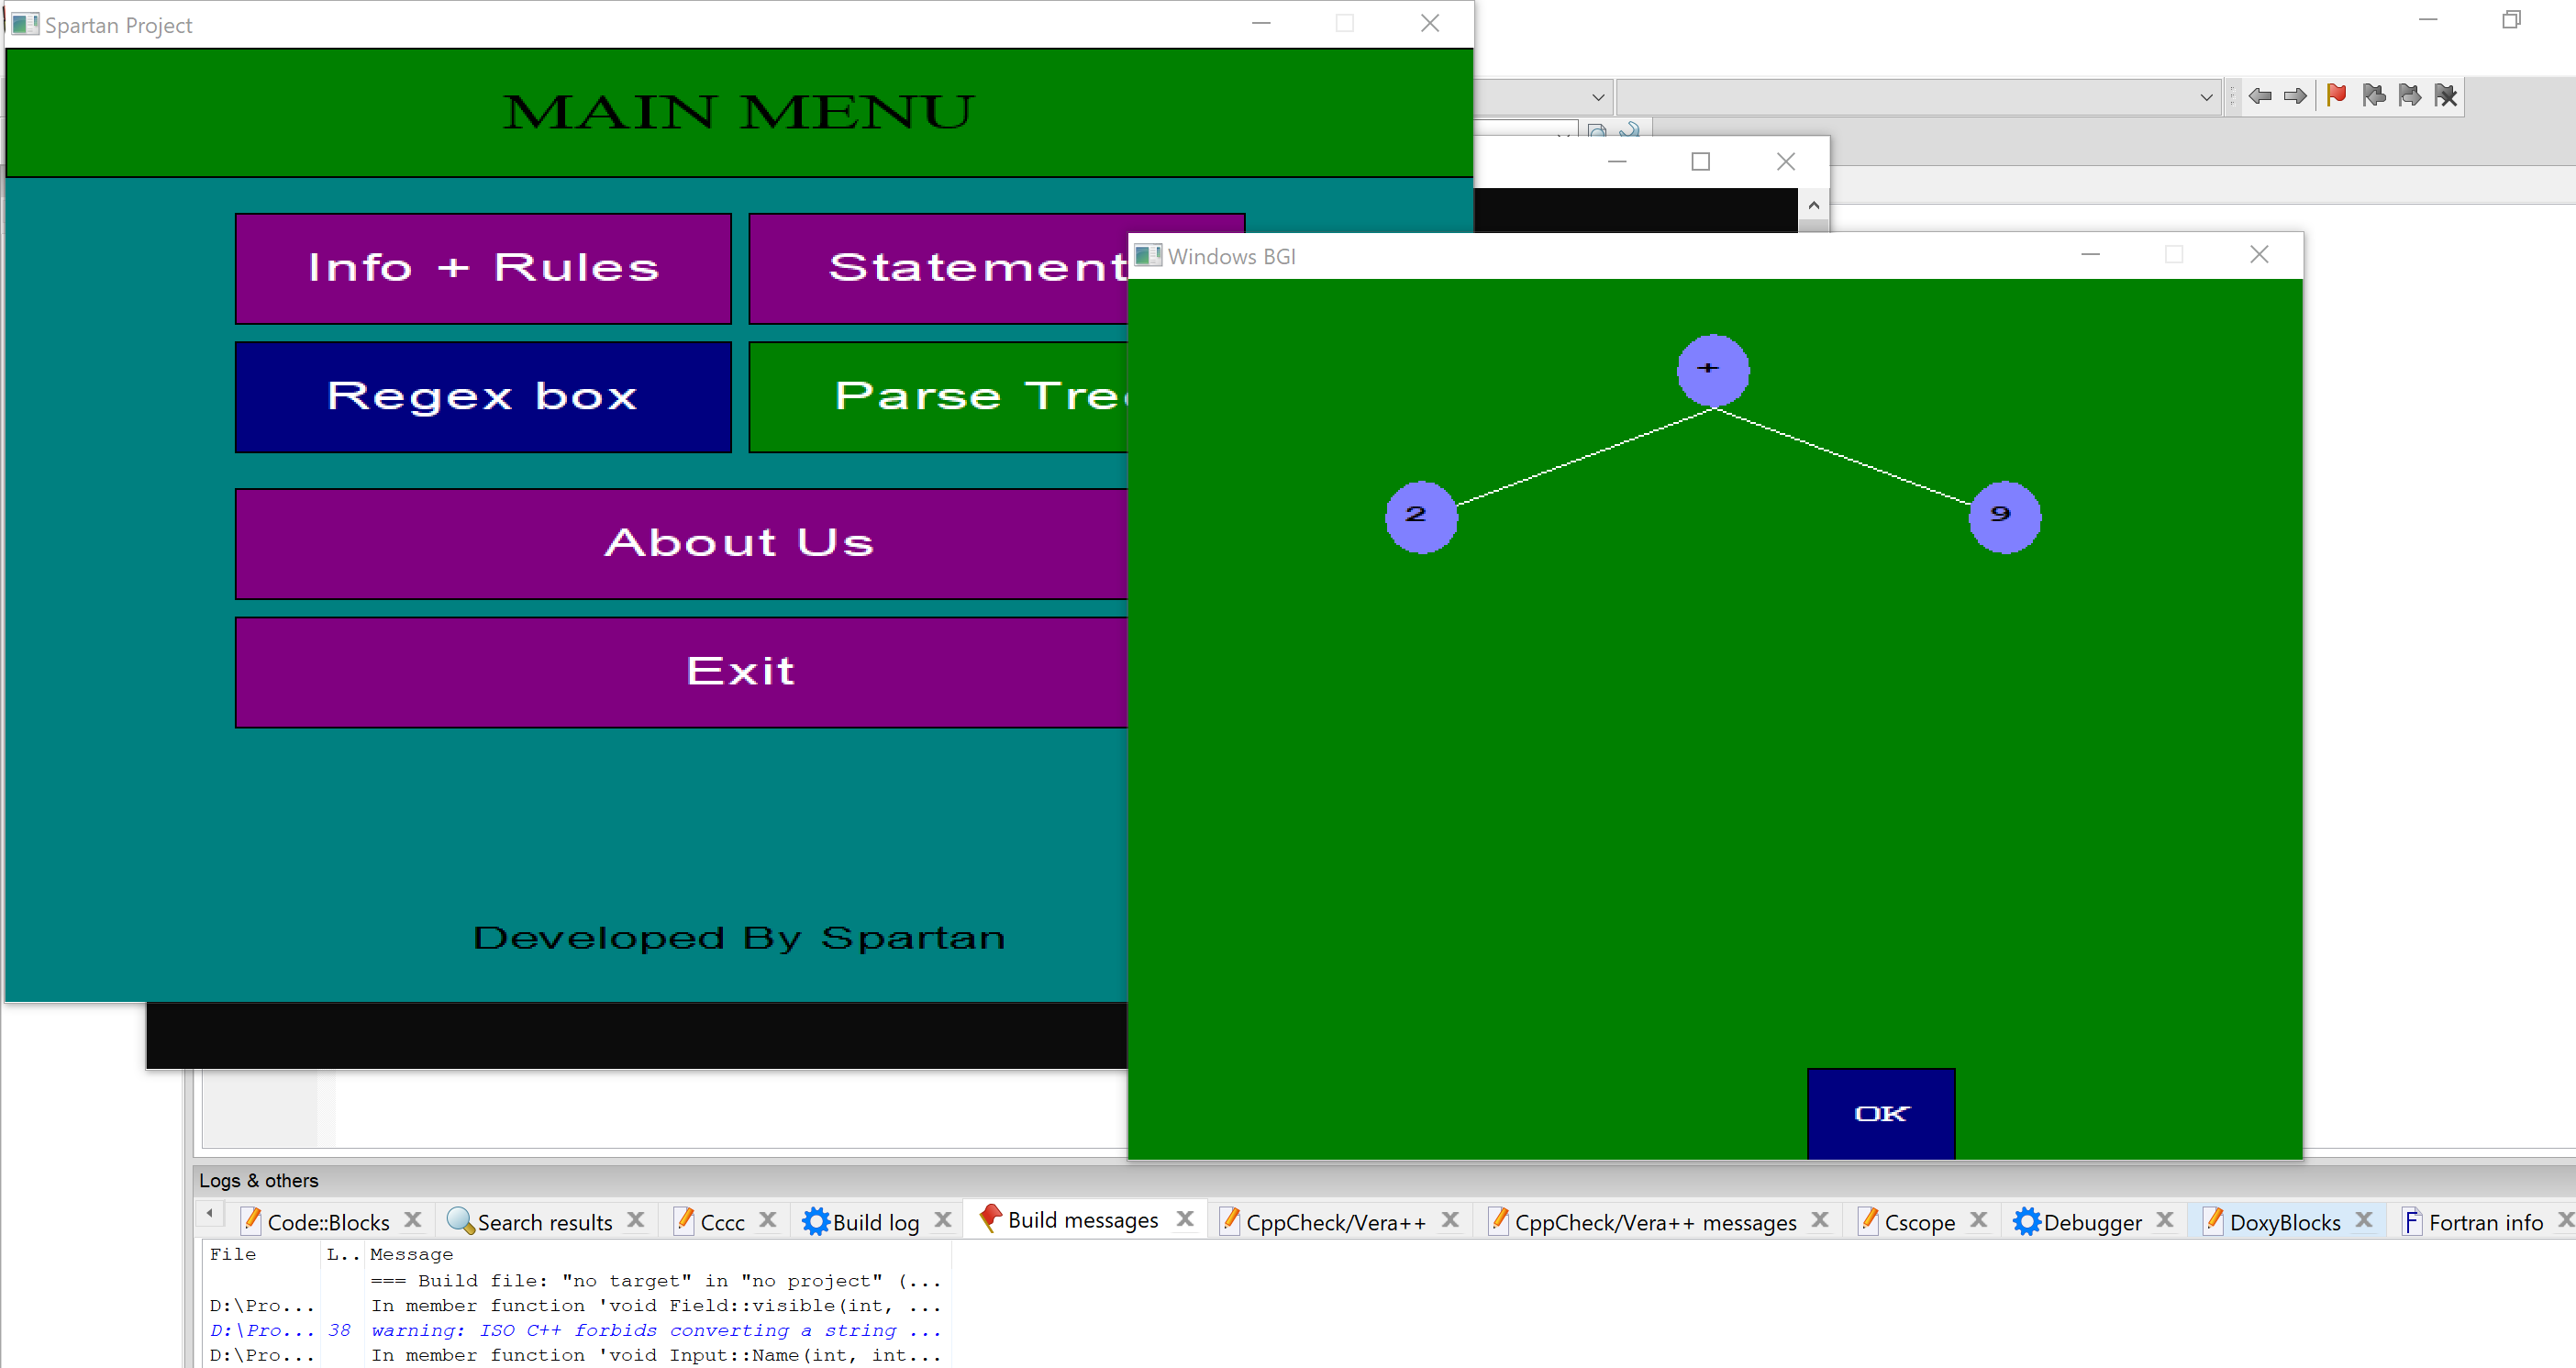 Spartan Project
MAIN MENU
Info + Rules
Statement
Regex box
Parse Tre
About Us
Exit
Developed By Spartan
Windows BGI
+
2
9
OK
Logs & others
Code::Blocks
Search results
Cccc
Build log
Build messages
CppCheck/Vera++
CppCheck/Vera++ messages
Cscope
Debugger
DoxyBlocks
Fortran info
File L.. Message
=== Build file: "no target" in "no project" (...
D:\Pro... In member function 'void Field::visible(int, ...
D:\Pro... 38 warning: ISO C++ forbids converting a string ...
D:\Pro... In member function 'void Input::Name(int, int...